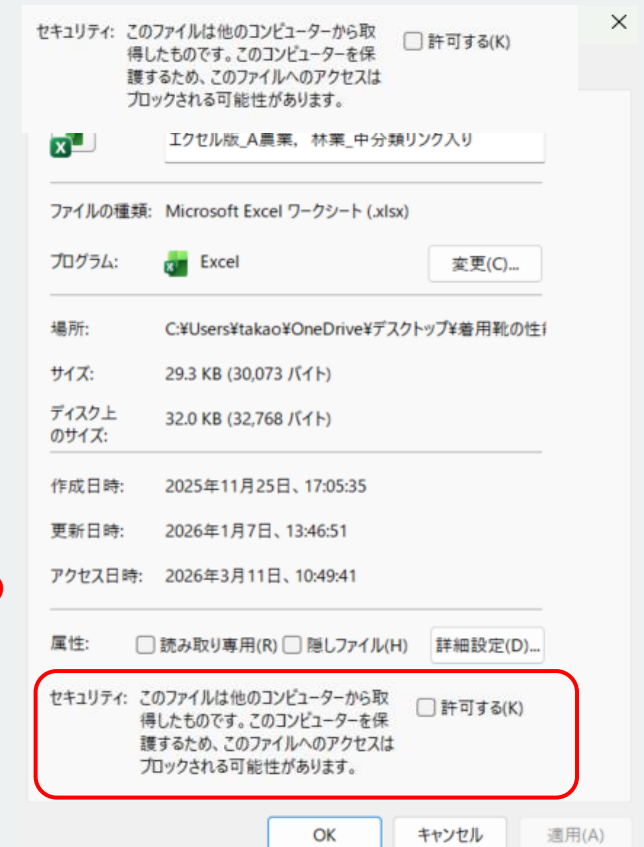 セキュリティ: このファイルは他のコンピューターから取
得したものです。このコンピューターを保
護するため、このファイルへのアクセスは
ブロックされる可能性があります。
許可する(K)
エクセル版_A農業，林業_中分類リンク入り
ファイルの種類: Microsoft Excel ワークシート (.xlsx)
プログラム: Excel 変更(C)...
場所: C:¥Users¥takao¥OneDrive¥デスクトップ¥着用靴の性
サイズ: 29.3 KB (30,073 バイト)
ディスク上
のサイズ: 32.0 KB (32,768 バイト)
作成日時: 2025年11月25日、17:05:35
更新日時: 2026年1月7日、13:46:51
アクセス日時: 2026年3月11日、10:49:41
属性: 読み取り専用(R) 隠しファイル(H) 詳細設定(D)...
セキュリティ: このファイルは他のコンピューターから取
得したものです。このコンピューターを保
護するため、このファイルへのアクセスは
ブロックされる可能性があります。
許可する(K)
OK キャンセル 適用(A)